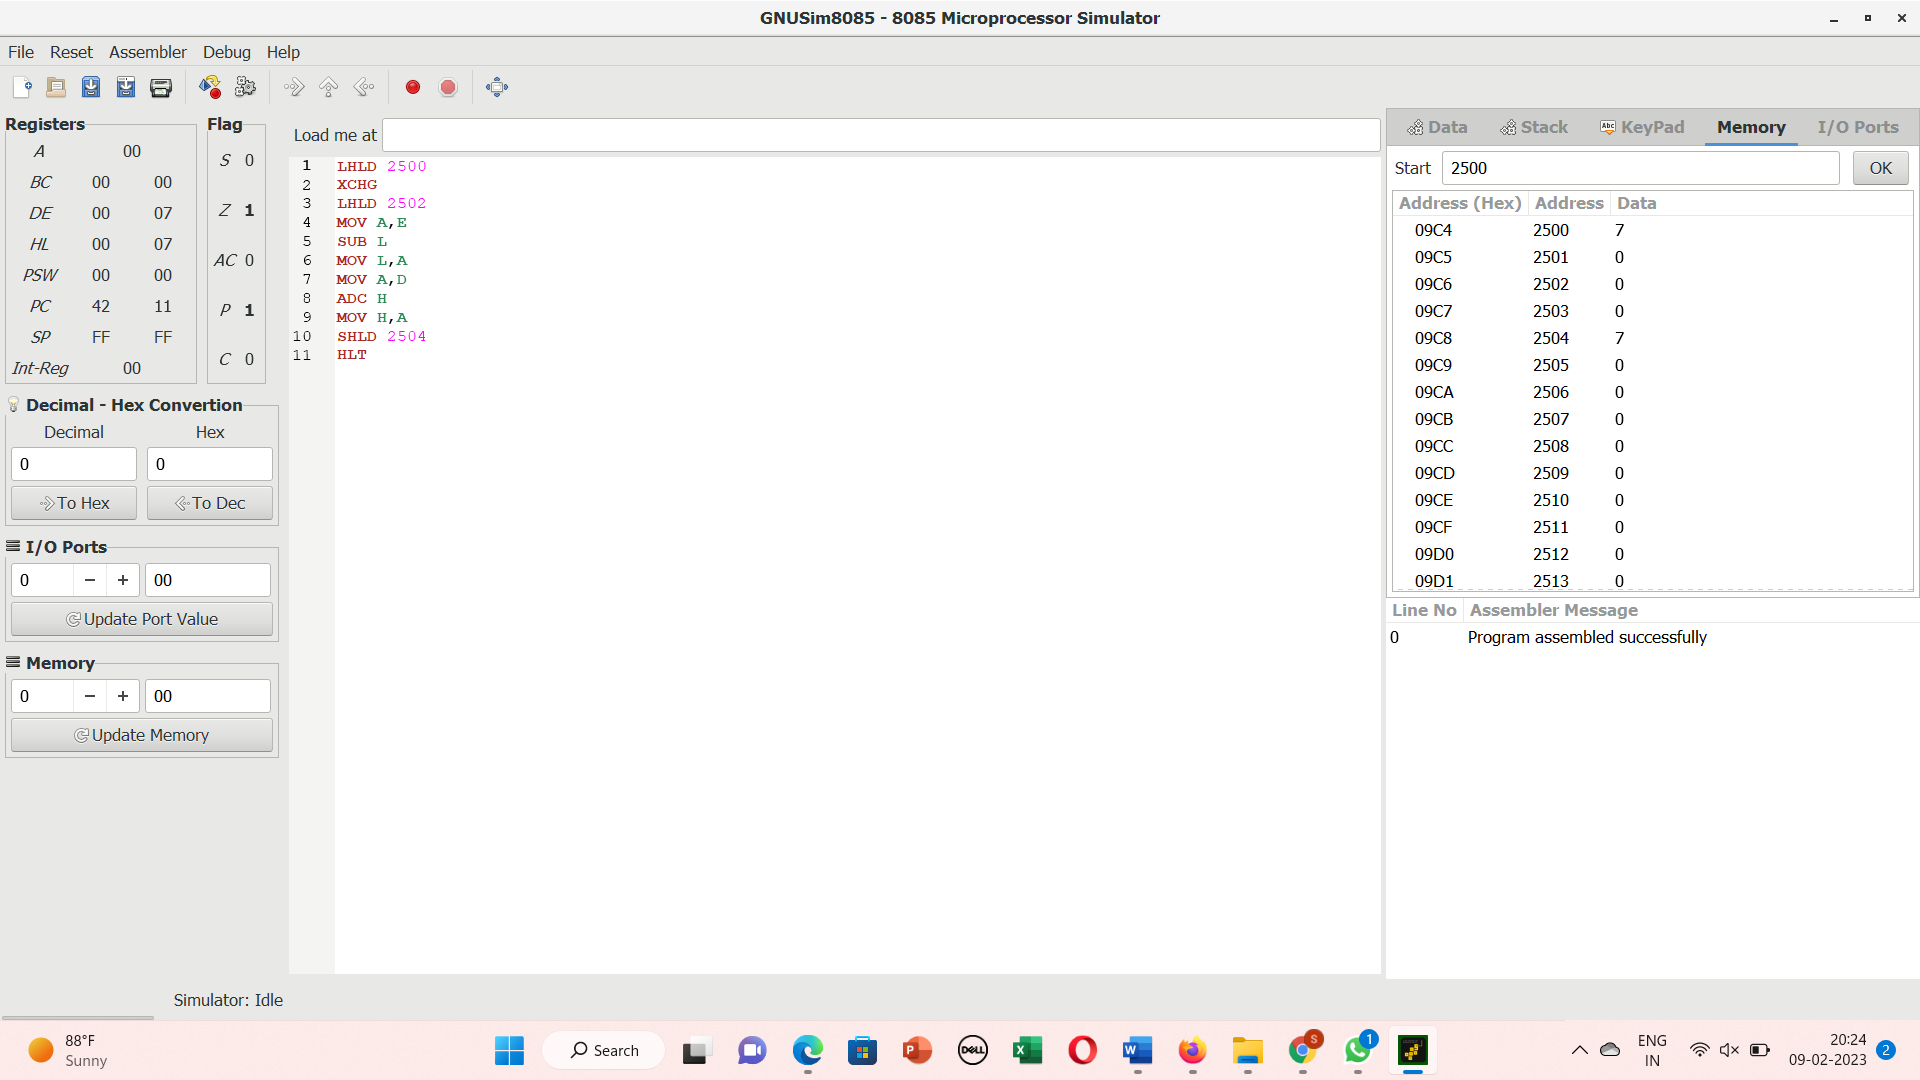 GNUSim8085 - 8085 Microprocessor Simulator
File Reset Assembler Debug Help
Registers
A 00
BC 00 00
DE 00 07
HL 00 07
PSW 00 00
PC 42 11
SP FF FF
Int-Reg 00
Flag
S 0
Z 1
AC 0
P 1
C 0
Decimal - Hex Convertion
Decimal Hex
0 0
To Hex To Dec
I/O Ports
0 − + 00
Update Port Value
Memory
0 − + 00
Update Memory
Load me at
1 LHLD 2500
2 XCHG
3 LHLD 2502
4 MOV A,E
5 SUB L
6 MOV L,A
7 MOV A,D
8 ADC H
9 MOV H,A
10 SHLD 2504
11 HLT
Data Stack Abc KeyPad Memory I/O Ports
Start 2500 OK
Address (Hex) Address Data
09C4 2500 7
09C5 2501 0
09C6 2502 0
09C7 2503 0
09C8 2504 7
09C9 2505 0
09CA 2506 0
09CB 2507 0
09CC 2508 0
09CD 2509 0
09CE 2510 0
09CF 2511 0
09D0 2512 0
09D1 2513 0
Line No Assembler Message
0 Program assembled successfully
Simulator: Idle
88°F
Sunny
Search
P
DELL
X
W
S
1
ENG
IN
20:24
09-02-2023
2